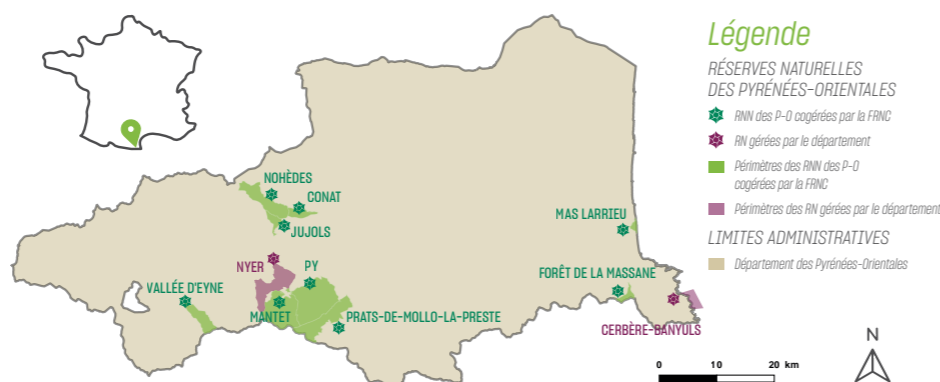 Légende
RÉSERVES NATURELLES
DES PYRÉNÉES-ORIENTALES
RNN des P-O cogérées par la FRNC
RN gérées par le département
Périmètres des RNN des P-O
cogérées par la FRNC
Périmètres des RN gérées par le département
LIMITES ADMINISTRATIVES
Département des Pyrénées-Orientales
NOHÈDES
CONAT
JUJOLS
MAS LARRIEU
NYER
PY
FORÊT DE LA MASSANE
VALLÉE D'EYNE
MANTET
PRATS-DE-MOLLO-LA-PRESTE
CERBÈRE-BANYULS
N
0 10 20 km